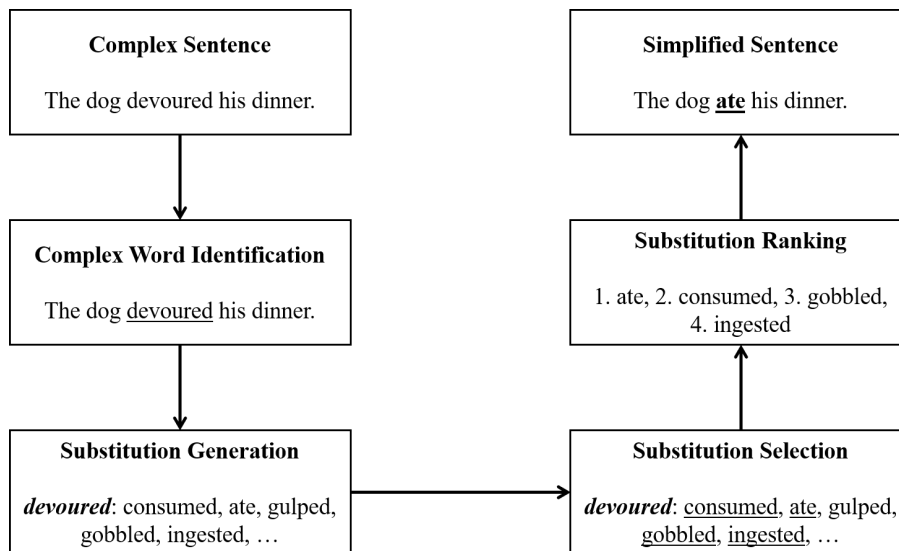 Complex Sentence
The dog devoured his dinner.
Complex Word Identification
The dog devoured his dinner.
Substitution Generation
devoured: consumed, ate, gulped,
gobbled, ingested, …
Substitution Selection
devoured: consumed, ate, gulped,
gobbled, ingested, …
Substitution Ranking
1. ate, 2. consumed, 3. gobbled,
4. ingested
Simplified Sentence
The dog ate his dinner.